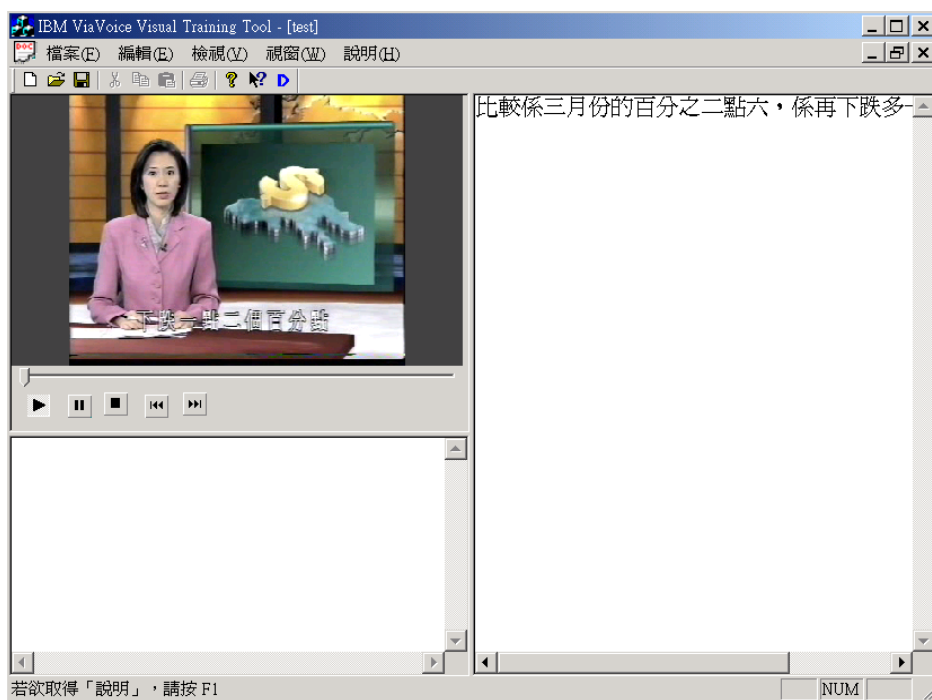 IBM ViaVoice Visual Training Tool - [test]
檔案(F) 編輯(E) 檢視(V) 視窗(W) 說明(H)
比較係三月份的百分之二點六，係再下跌多一
下跌一點二個百分點
若欲取得「說明」，請按 F1
NUM